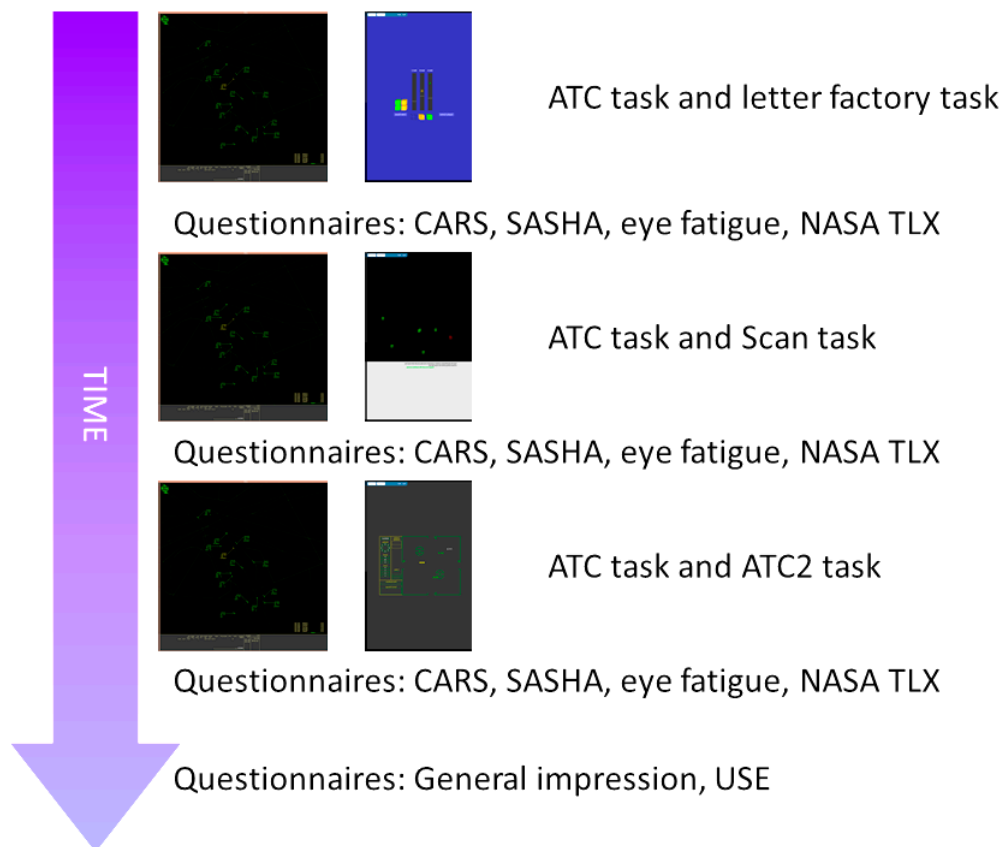 ATC task and letter factory task
Questionnaires: CARS, SASHA, eye fatigue, NASA TLX
ATC task and Scan task
TIME
Questionnaires: CARS, SASHA, eye fatigue, NASA TLX
ATC task and ATC2 task
Questionnaires: CARS, SASHA, eye fatigue, NASA TLX
Questionnaires: General impression, USE